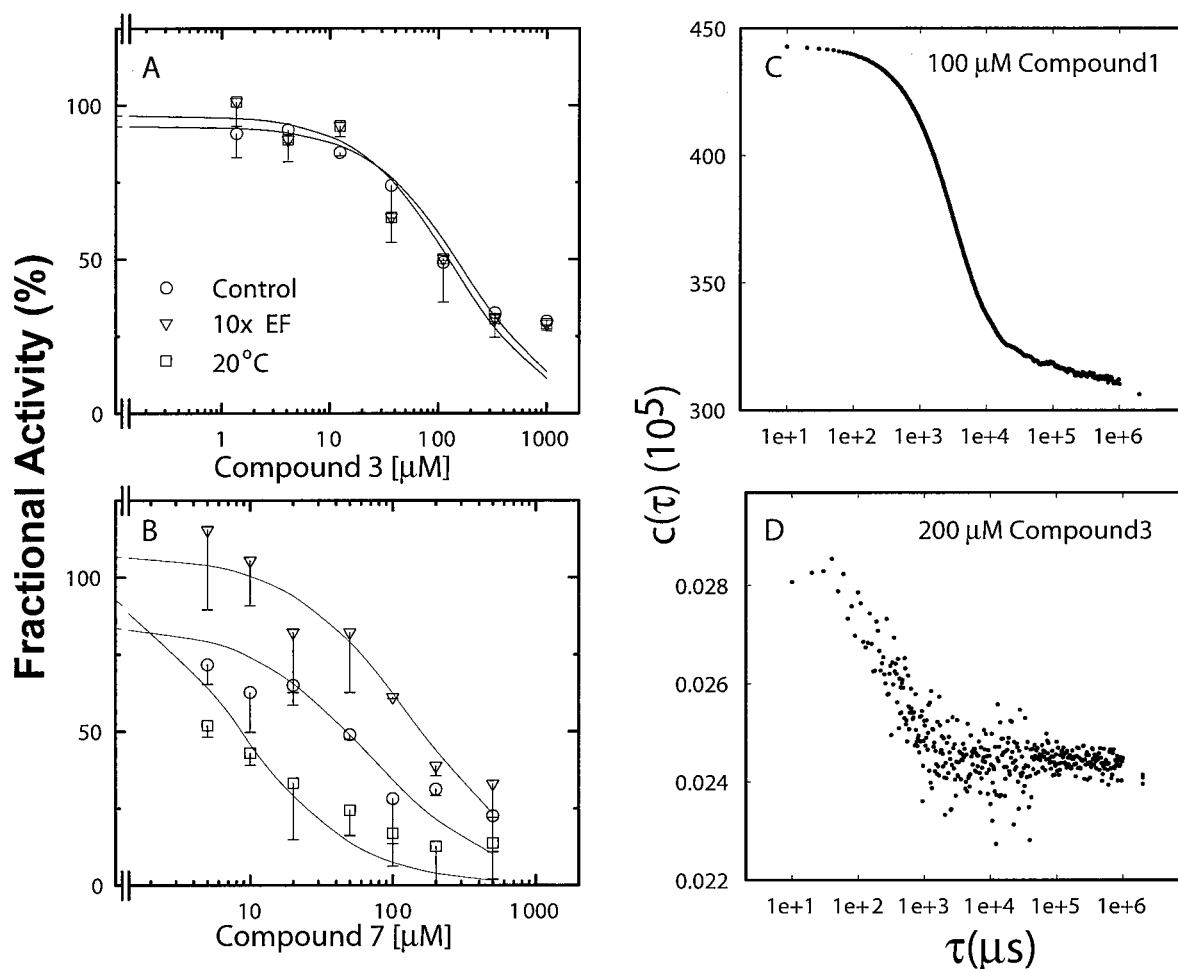 Fractional Activity (%)
A
100
50
0
Control
10x EF
20°C
1
10
100
1000
Compound 3 [μM]
B
100
50
0
10
100
1000
Compound 7 [μM]
c(τ) (10⁵)
C
100 μM Compound1
450
400
350
300
1e+1
1e+2
1e+3
1e+4
1e+5
1e+6
D
200 μM Compound3
0.028
0.026
0.024
0.022
1e+1
1e+2
1e+3
1e+4
1e+5
1e+6
τ(μs)